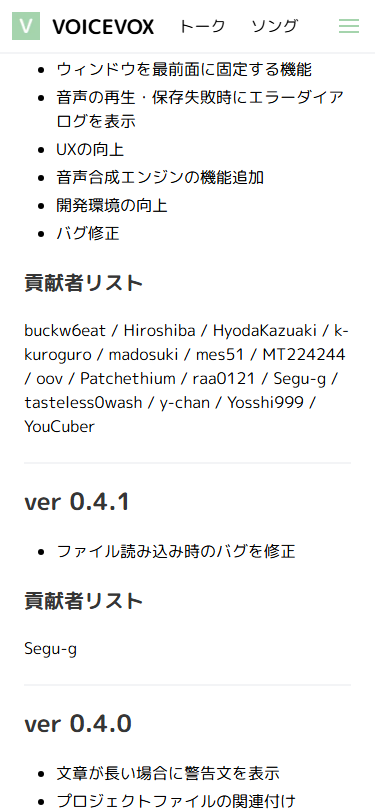 V VOICEVOX トーク ソング
ウィンドウを最前面に固定する機能
音声の再生・保存失敗時にエラーダイア
ログを表示
UXの向上
音声合成エンジンの機能追加
開発環境の向上
バグ修正
貢献者リスト
buckw6eat / Hiroshiba / HyodaKazuaki / k-
kuroguro / madosuki / mes51 / MT224244
/ oov / Patchethium / raa0121 / Segu-g /
tasteless0wash / y-chan / Yosshi999 /
YouCuber
ver 0.4.1
ファイル読み込み時のバグを修正
貢献者リスト
Segu-g
ver 0.4.0
文章が長い場合に警告文を表示
プロジェクトファイルの関連付け